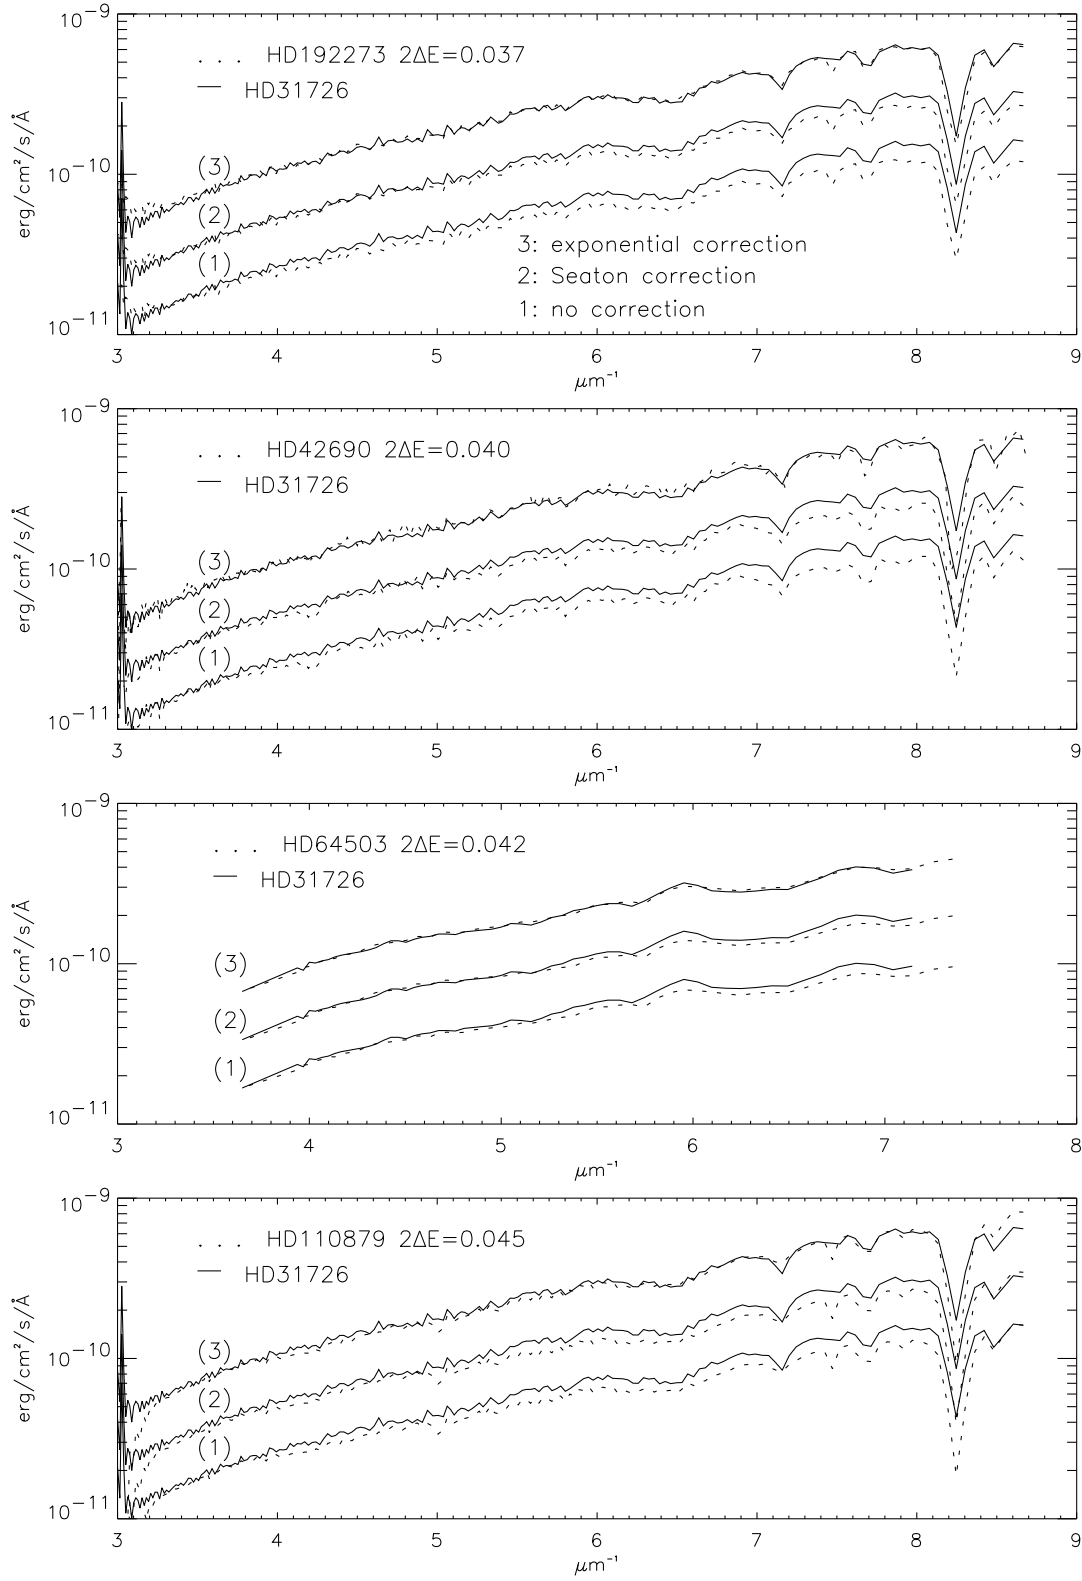 10⁻⁹
. . . HD192273 2ΔE=0.037
— HD31726
erg/cm²/s/Å
10⁻¹⁰
(3)
(2)
(1)
3: exponential correction
2: Seaton correction
1: no correction
10⁻¹¹
3 4 5 6 7 8 9
μm⁻¹
10⁻⁹
. . . HD42690 2ΔE=0.040
— HD31726
erg/cm²/s/Å
10⁻¹⁰
(3)
(2)
(1)
10⁻¹¹
3 4 5 6 7 8 9
μm⁻¹
10⁻⁹
. . . HD64503 2ΔE=0.042
— HD31726
erg/cm²/s/Å
10⁻¹⁰
(3)
(2)
(1)
10⁻¹¹
3 4 5 6 7 8
μm⁻¹
10⁻⁹
. . . HD110879 2ΔE=0.045
— HD31726
erg/cm²/s/Å
10⁻¹⁰
(3)
(2)
(1)
10⁻¹¹
3 4 5 6 7 8 9
μm⁻¹